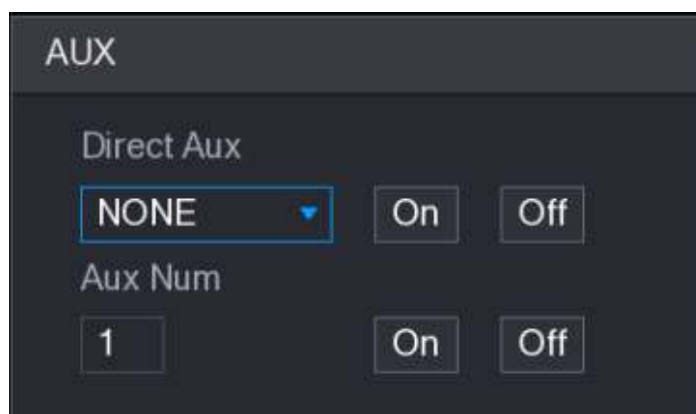 AUX
Direct Aux
NONE On Off
Aux Num
1 On Off